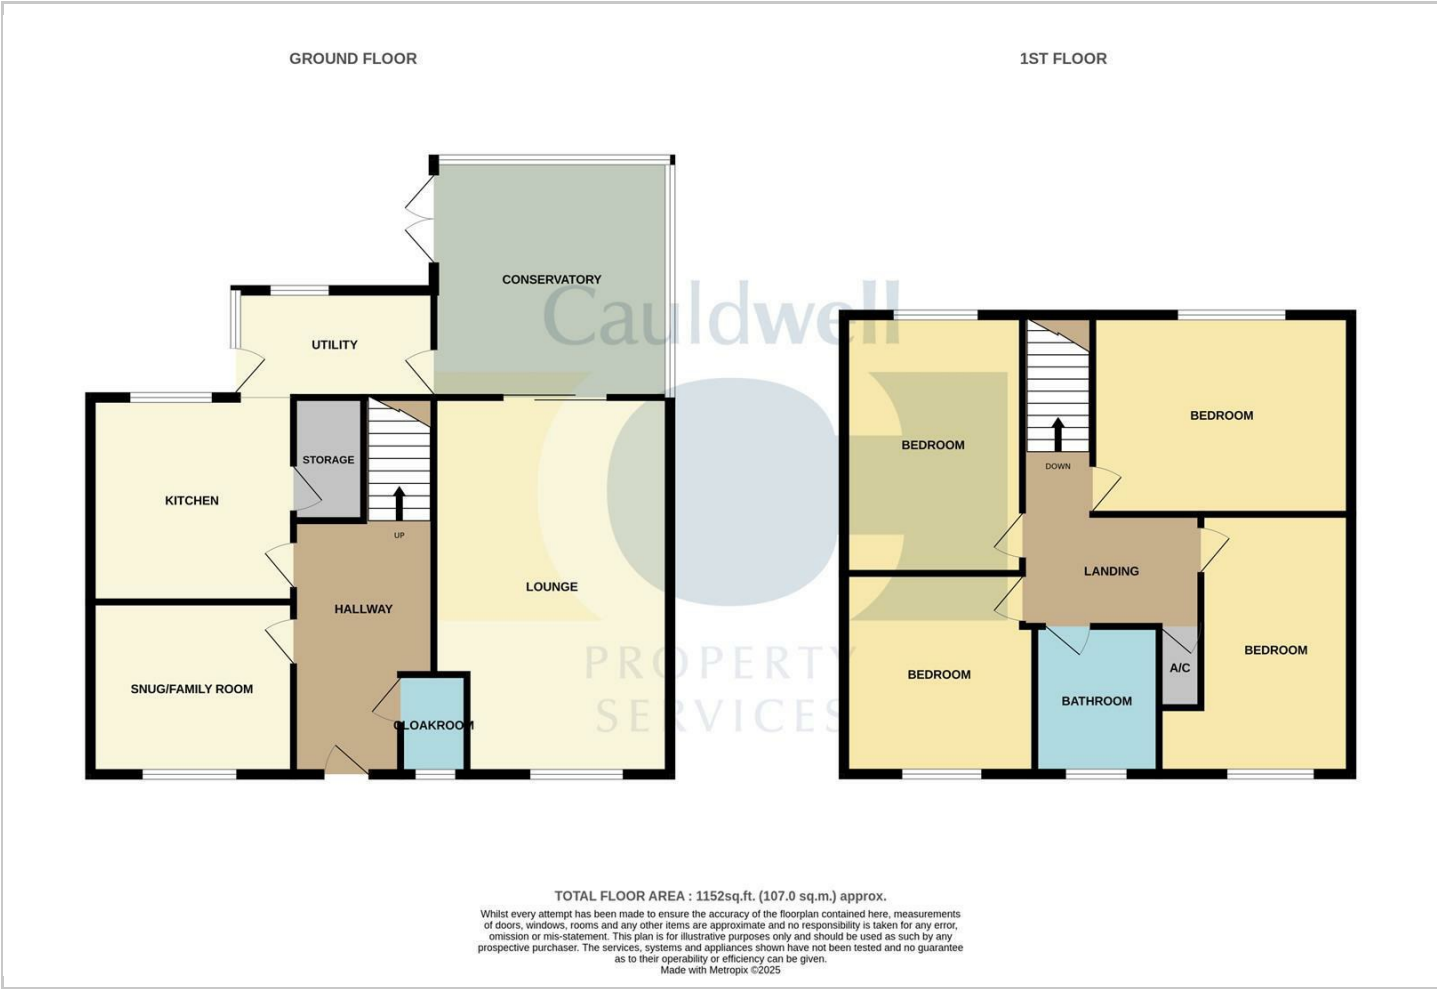 GROUND FLOOR
1ST FLOOR
CONSERVATORY
UTILITY
STORAGE
KITCHEN
UP
LOUNGE
HALLWAY
SNUG/FAMILY ROOM
CLOAKROOM
BEDROOM
BEDROOM
DOWN
LANDING
BEDROOM
BEDROOM
A/C
BATHROOM
Cauldwell
PROPERTY
SERVICES
TOTAL FLOOR AREA : 1152sq.ft. (107.0 sq.m.) approx.
Whilst every attempt has been made to ensure the accuracy of the floorplan contained here, measurements
of doors, windows, rooms and any other items are approximate and no responsibility is taken for any error,
omission or mis-statement. This plan is for illustrative purposes only and should be used as such by any
prospective purchaser. The services, systems and appliances shown have not been tested and no guarantee
as to their operability or efficiency can be given.
Made with Metropix ©2025